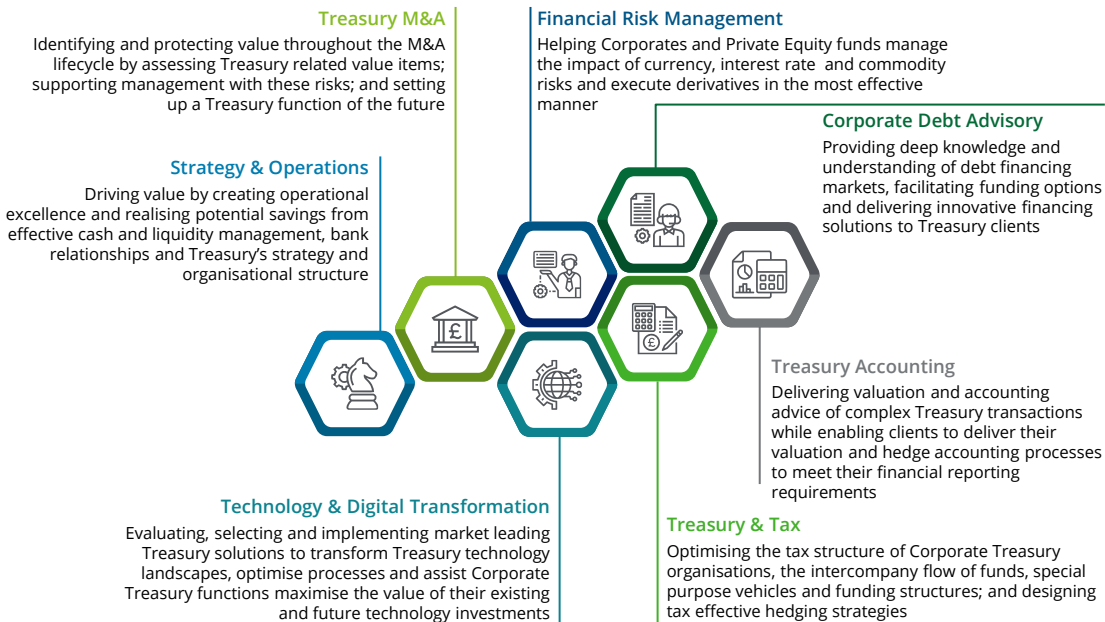 Treasury M&A
Identifying and protecting value throughout the M&A
lifecycle by assessing Treasury related value items;
supporting management with these risks; and setting
up a Treasury function of the future
Financial Risk Management
Helping Corporates and Private Equity funds manage
the impact of currency, interest rate and commodity
risks and execute derivatives in the most effective
manner
Corporate Debt Advisory
Providing deep knowledge and
understanding of debt financing
markets, facilitating funding options
and delivering innovative financing
solutions to Treasury clients
Strategy & Operations
Driving value by creating operational
excellence and realising potential savings from
effective cash and liquidity management, bank
relationships and Treasury's strategy and
organisational structure
£
£
Treasury Accounting
Delivering valuation and accounting
advice of complex Treasury transactions
while enabling clients to deliver their
valuation and hedge accounting processes
to meet their financial reporting
requirements
Technology & Digital Transformation
Evaluating, selecting and implementing market leading
Treasury solutions to transform Treasury technology
landscapes, optimise processes and assist Corporate
Treasury functions maximise the value of their existing
and future technology investments
Treasury & Tax
Optimising the tax structure of Corporate Treasury
organisations, the intercompany flow of funds, special
purpose vehicles and funding structures; and designing
tax effective hedging strategies